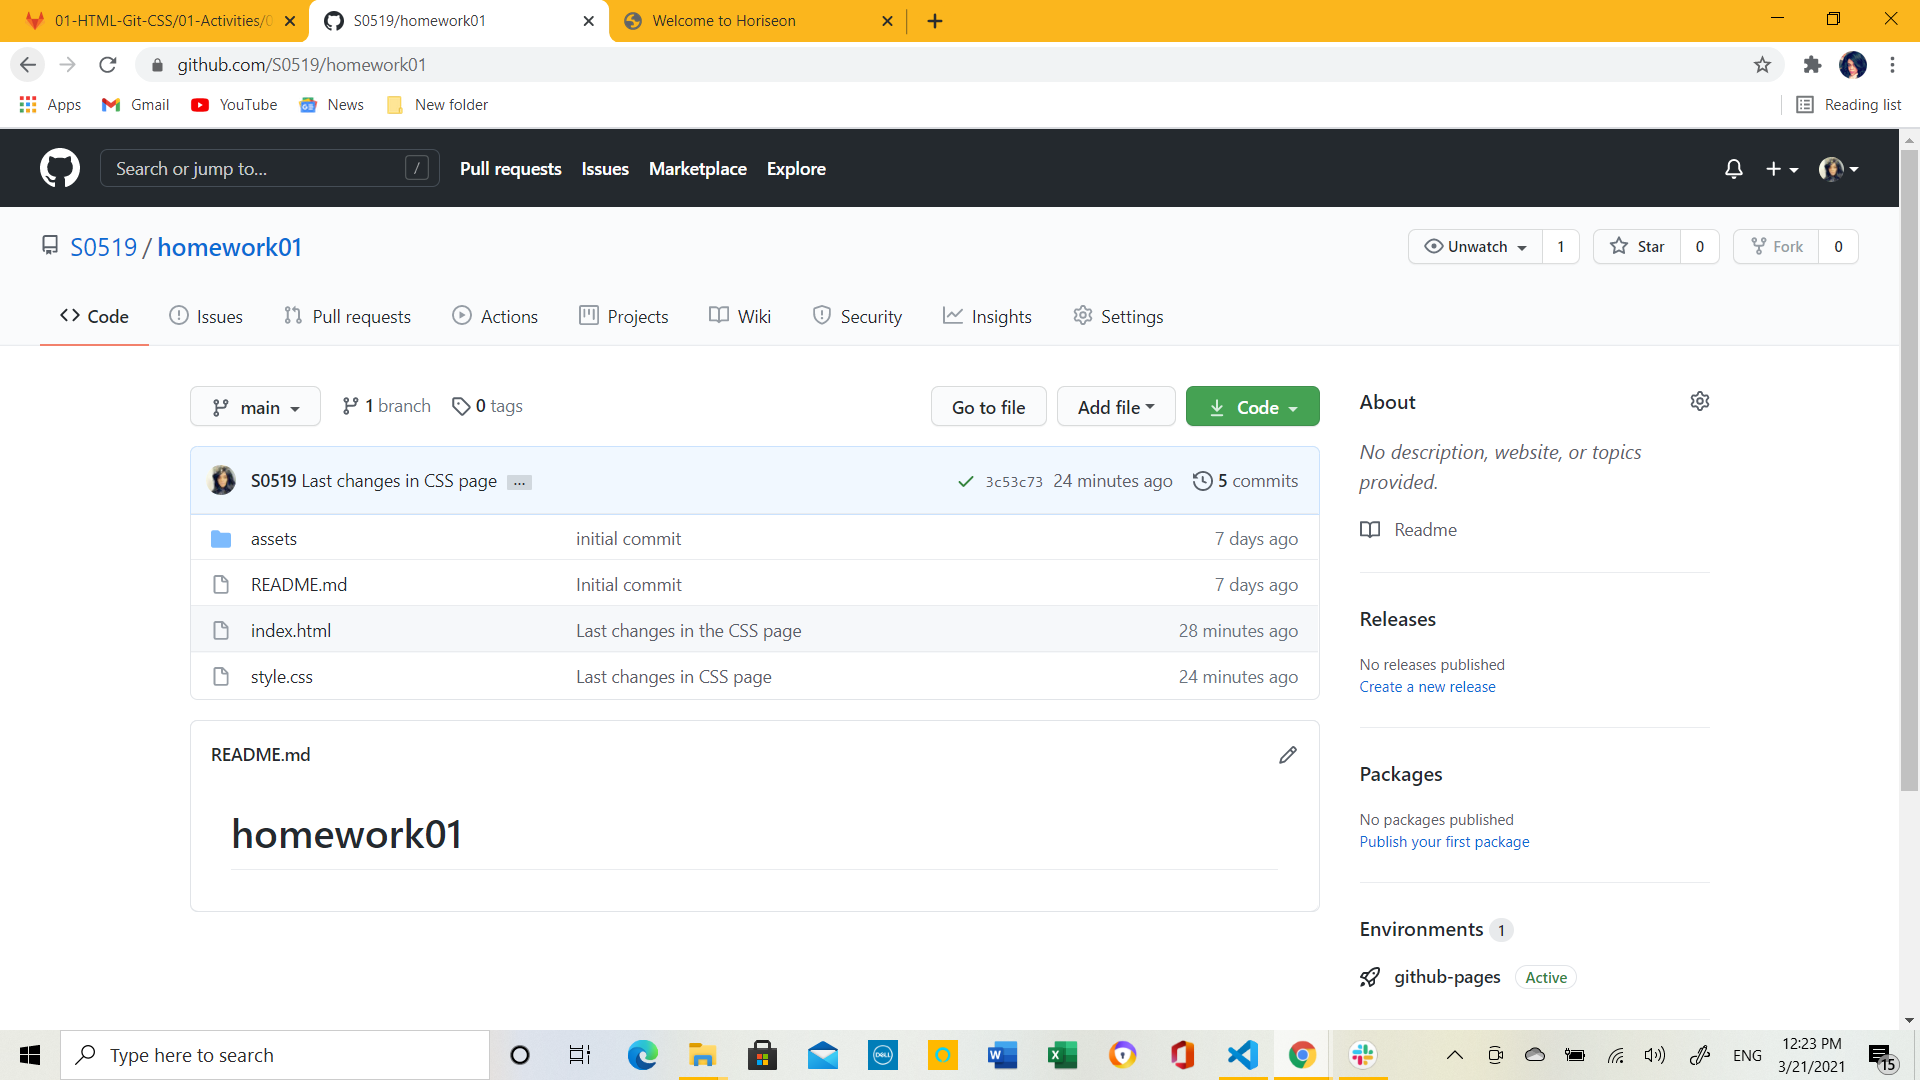 01-HTML-Git-CSS/01-Activities/0
S0519/homework01
Welcome to Horiseon
github.com/S0519/homework01
Apps
Gmail
YouTube
News
New folder
Reading list
Search or jump to...
/
Pull requests
Issues
Marketplace
Explore
S0519 / homework01
Unwatch
1
Star
0
Fork
0
Code
Issues
Pull requests
Actions
Projects
Wiki
Security
Insights
Settings
main
1 branch
0 tags
Go to file
Add file
Code
S0519 Last changes in CSS page ...
3c53c73 24 minutes ago
5 commits
assets
initial commit
7 days ago
README.md
Initial commit
7 days ago
index.html
Last changes in the CSS page
28 minutes ago
style.css
Last changes in CSS page
24 minutes ago
README.md
homework01
About
No description, website, or topics
provided.
Readme
Releases
No releases published
Create a new release
Packages
No packages published
Publish your first package
Environments 1
github-pages
Active
Type here to search
DELL
ENG
12:23 PM
3/21/2021
15